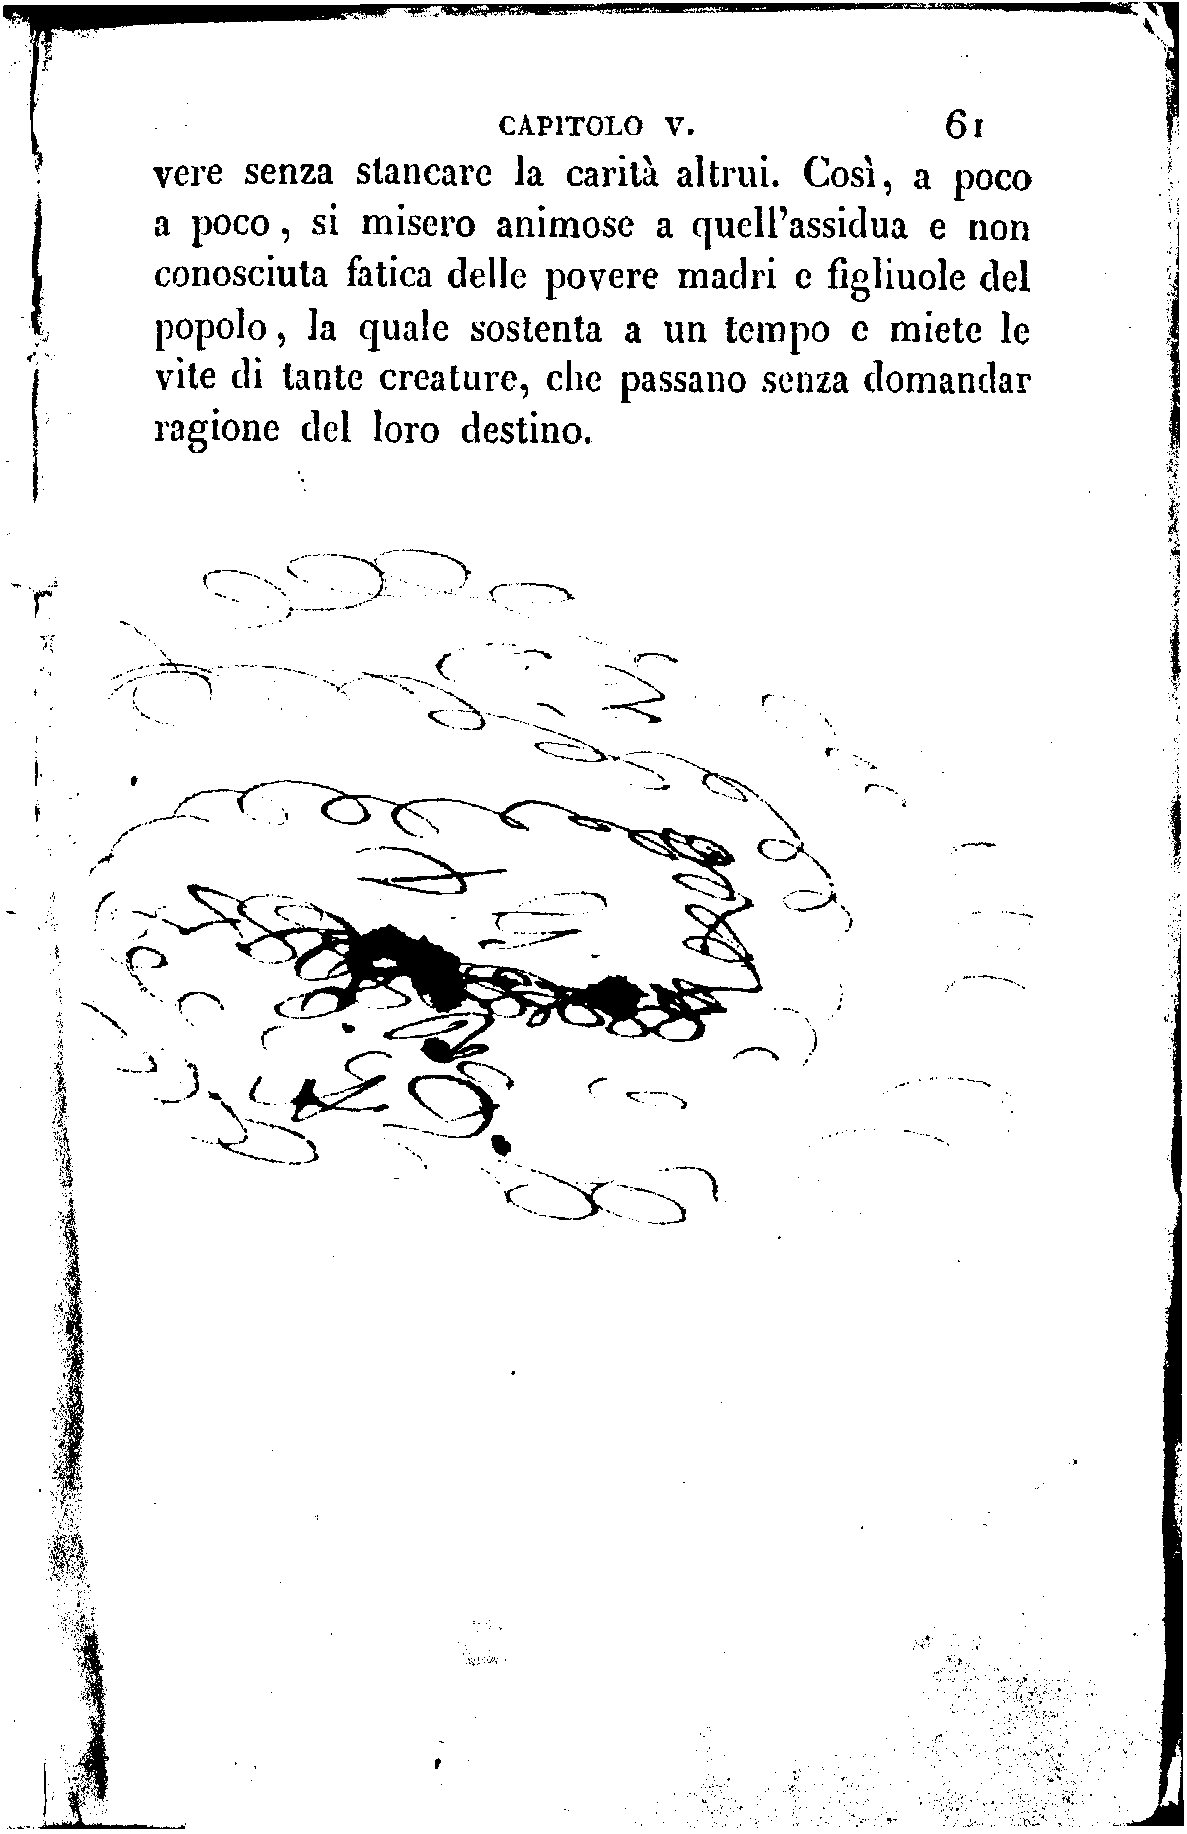 CAPITOLO V. 61
vere senza stancare la carità altrui. Così, a poco
a poco, si misero animose a quell'assidua e non
conosciuta fatica delle povere madri e figliuole del
popolo, la quale sostenta a un tempo e miete le
vite di tante creature, che passano senza domandar
ragione del loro destino.